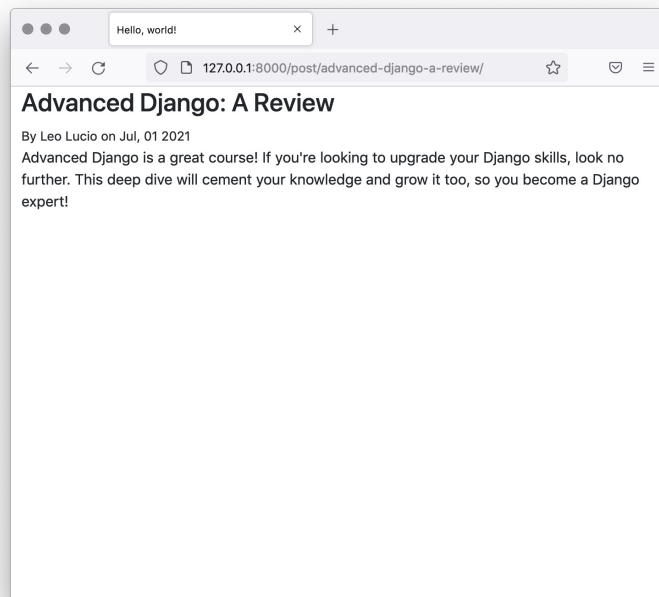 Hello, world!
127.0.0.1:8000/post/advanced-django-a-review/
Advanced Django: A Review
By Leo Lucio on Jul, 01 2021
Advanced Django is a great course! If you're looking to upgrade your Django skills, look no
further. This deep dive will cement your knowledge and grow it too, so you become a Django
expert!